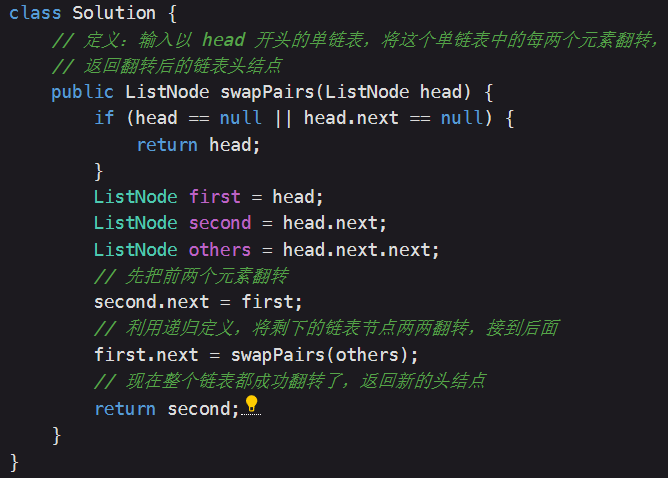 class Solution {
    // 定义：输入以 head 开头的单链表，将这个单链表中的每两个元素翻转，
    // 返回翻转后的链表头结点
    public ListNode swapPairs(ListNode head) {
        if (head == null || head.next == null) {
            return head;
        }
        ListNode first = head;
        ListNode second = head.next;
        ListNode others = head.next.next;
        // 先把前两个元素翻转
        second.next = first;
        // 利用递归定义，将剩下的链表节点两两翻转，接到后面
        first.next = swapPairs(others);
        // 现在整个链表都成功翻转了，返回新的头结点
        return second;
    }
}